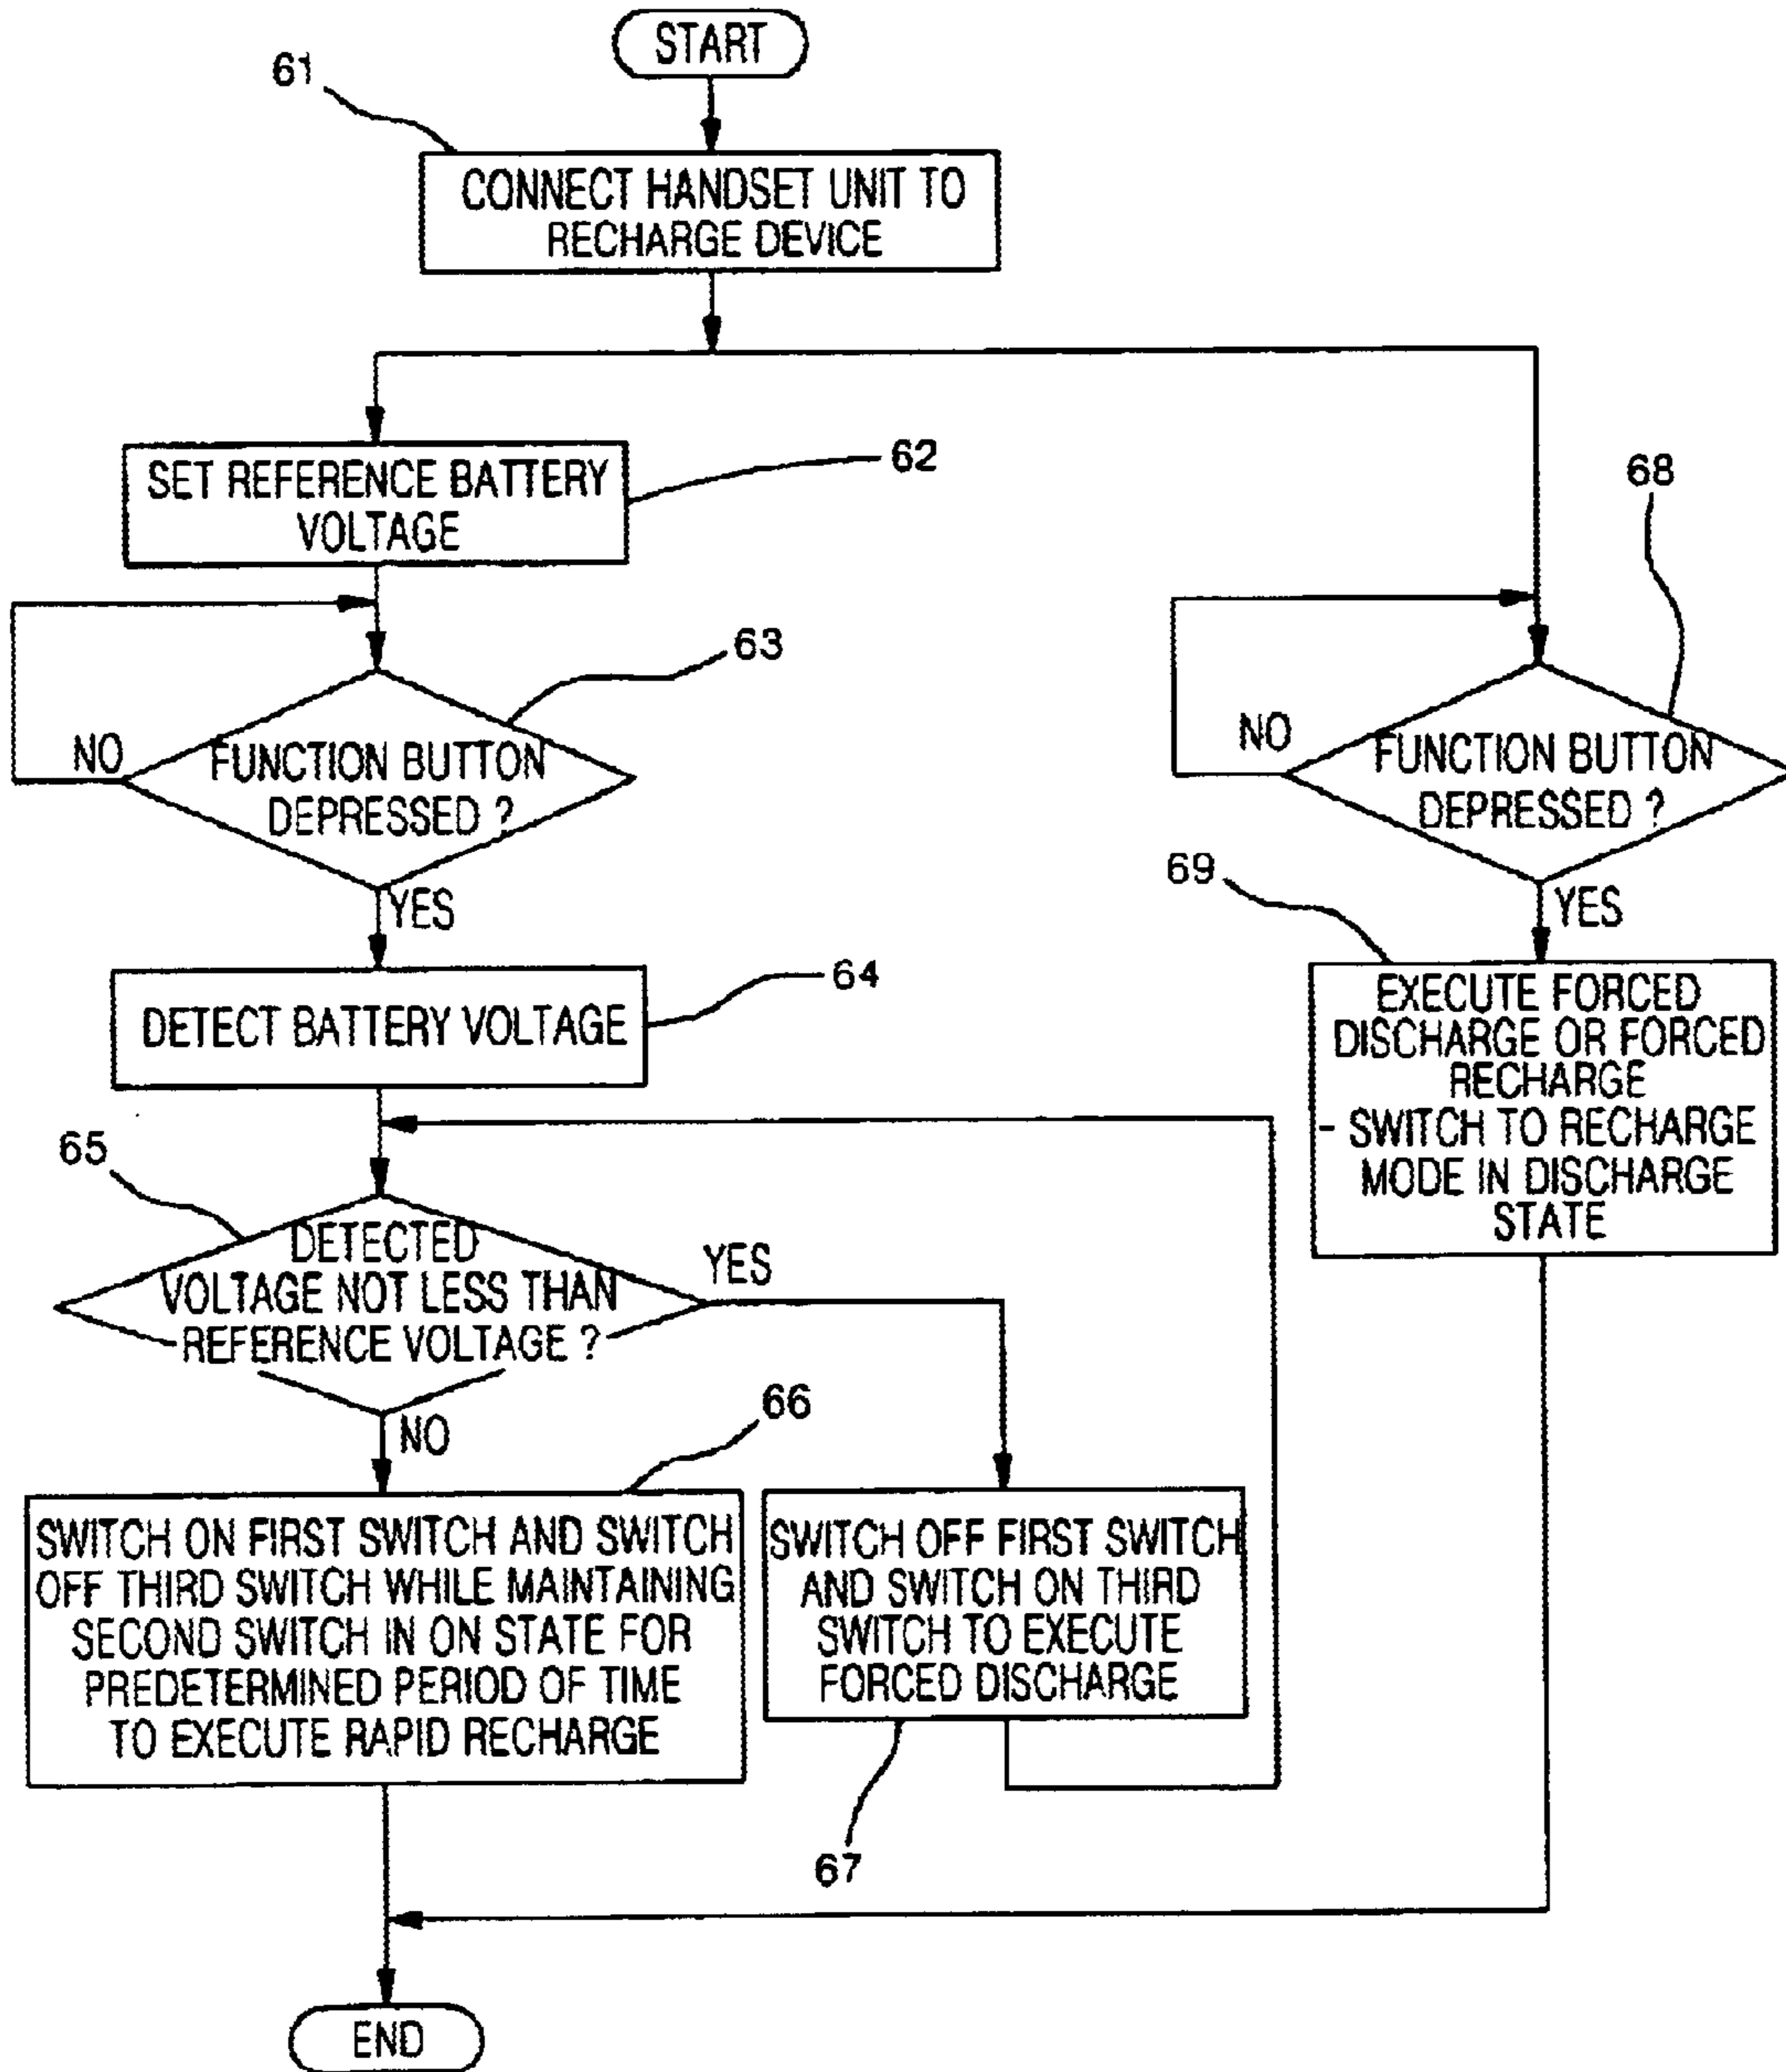 START
61
CONNECT HANDSET UNIT TO
RECHARGE DEVICE
SET REFERENCE BATTERY
VOLTAGE
62
68
63
NO
FUNCTION BUTTON
DEPRESSED ?
YES
NO
FUNCTION BUTTON
DEPRESSED ?
YES
69
64
DETECT BATTERY VOLTAGE
EXECUTE FORCED
DISCHARGE OR FORCED
RECHARGE
- SWITCH TO RECHARGE
MODE IN DISCHARGE
STATE
65
DETECTED
VOLTAGE NOT LESS THAN
REFERENCE VOLTAGE ?
YES
NO
66
SWITCH ON FIRST SWITCH AND SWITCH
OFF THIRD SWITCH WHILE MAINTAINING
SECOND SWITCH IN ON STATE FOR
PREDETERMINED PERIOD OF TIME
TO EXECUTE RAPID RECHARGE
SWITCH OFF FIRST SWITCH
AND SWITCH ON THIRD
SWITCH TO EXECUTE
FORCED DISCHARGE
67
END